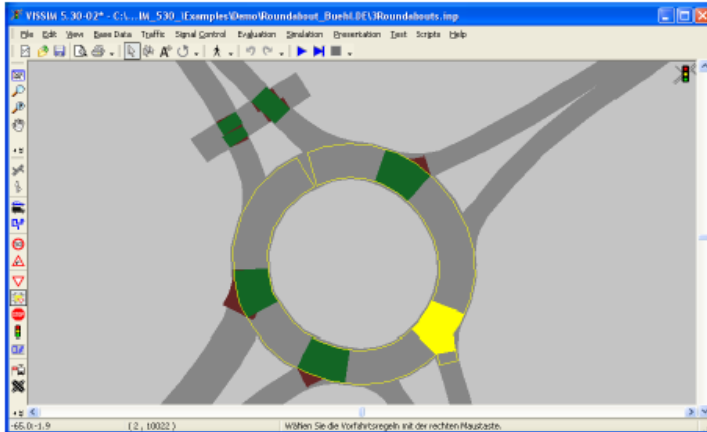 VISSIM 5.30-02* - C:\...IM_530_\Examples\Demo\Roundabout_Buehl.DE\3Roundabouts.inp
File Edit View Base Data Traffic Signal Control Evaluation Simulation Presentation Test Scripts Help
-65.0:-1.9 ( 2 , 10022 ) Wählen Sie die Vorfahrtsregeln mit der rechten Maustaste.